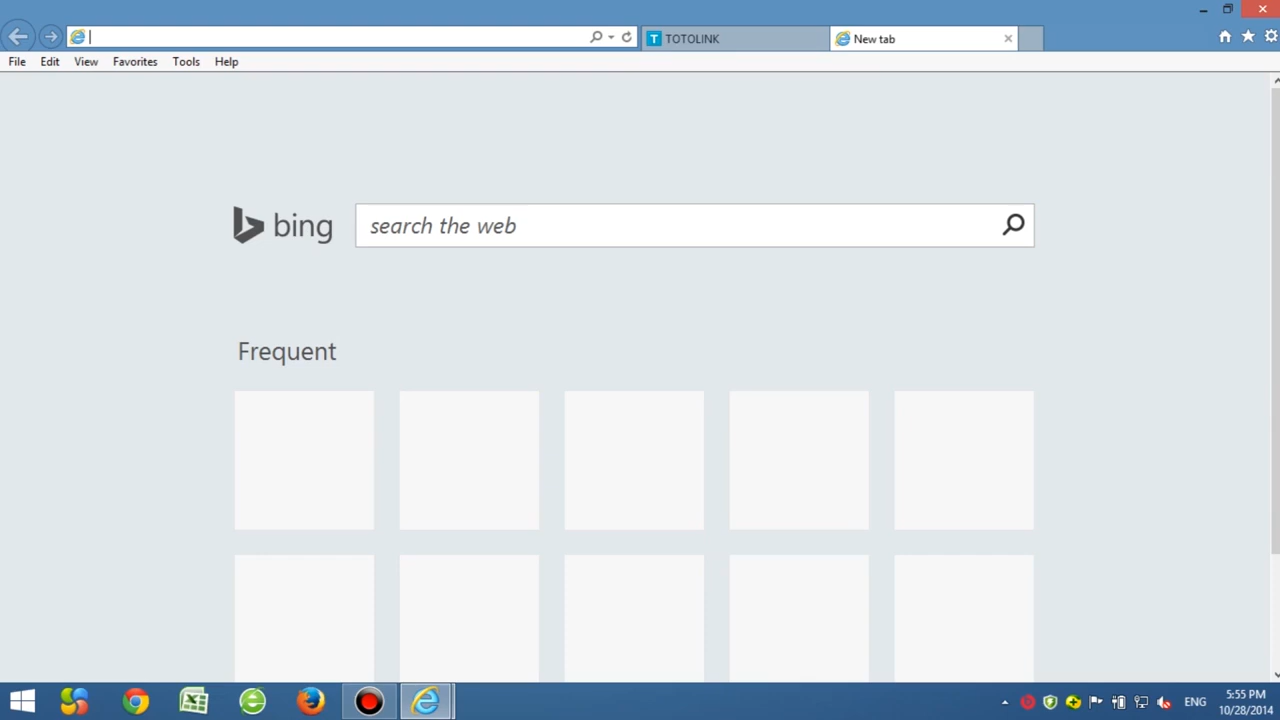 TOTOLINK
New tab
File Edit View Favorites Tools Help
bing
search the web
Frequent
ENG
5:55 PM
10/28/2014